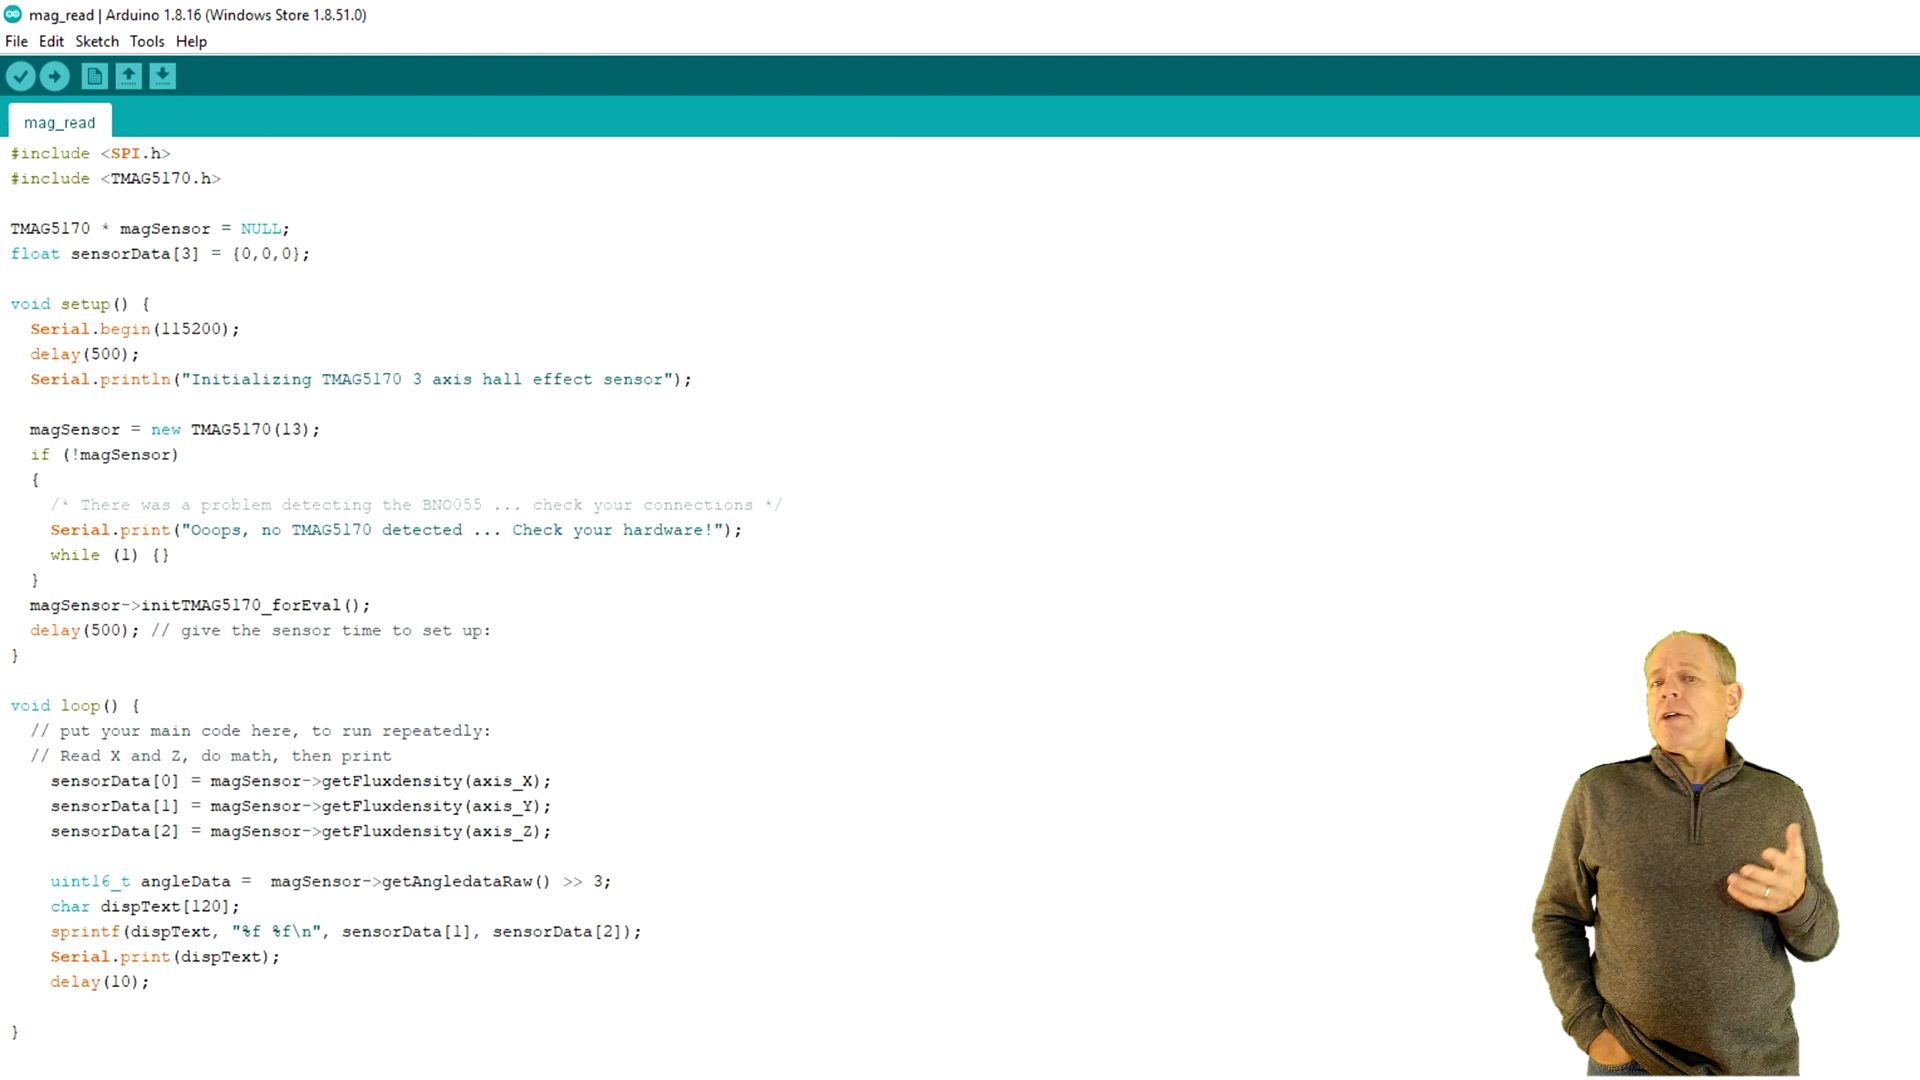 mag_read | Arduino 1.8.16 (Windows Store 1.8.51.0)
File Edit Sketch Tools Help
mag_read
#include <SPI.h>
#include <TMAG5170.h>
TMAG5170 * magSensor = NULL;
float sensorData[3] = {0,0,0};
void setup() {
Serial.begin(115200);
delay(500);
Serial.println("Initializing TMAG5170 3 axis hall effect sensor");
magSensor = new TMAG5170(13);
if (!magSensor)
{
/* There was a problem detecting the BNO055 ... check your connections */
Serial.print("Ooops, no TMAG5170 detected ... Check your hardware!");
while (1) {}
}
magSensor->initTMAG5170_forEval();
delay(500); // give the sensor time to set up:
}
void loop() {
// put your main code here, to run repeatedly:
// Read X and Z, do math, then print
sensorData[0] = magSensor->getFluxdensity(axis_X);
sensorData[1] = magSensor->getFluxdensity(axis_Y);
sensorData[2] = magSensor->getFluxdensity(axis_Z);
uint16_t angleData =  magSensor->getAngledataRaw() >> 3;
char dispText[120];
sprintf(dispText, "%f %f\n", sensorData[1], sensorData[2]);
Serial.print(dispText);
delay(10);
}